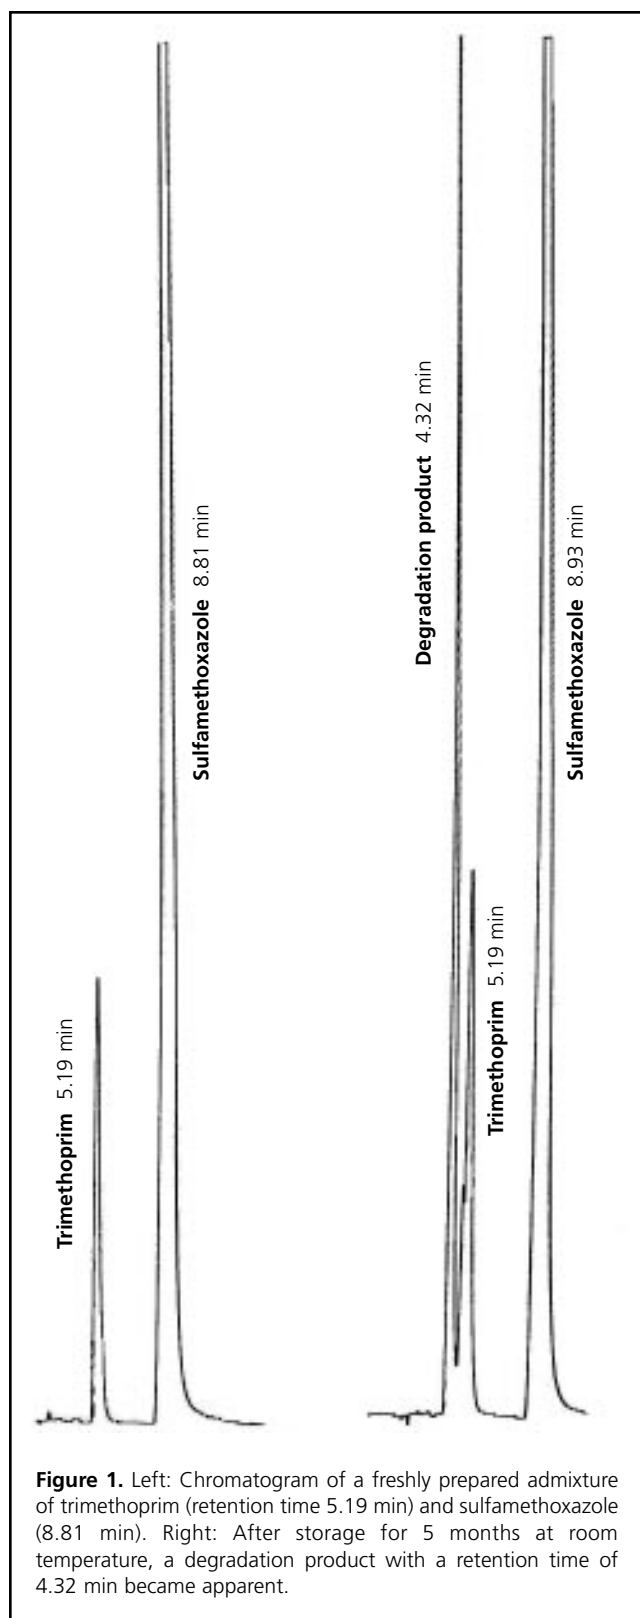 Trimethoprim 5.19 min
Sulfamethoxazole 8.81 min
Degradation product 4.32 min
Trimethoprim 5.19 min
Sulfamethoxazole 8.93 min
Figure 1. Left: Chromatogram of a freshly prepared admixture
of trimethoprim (retention time 5.19 min) and sulfamethoxazole
(8.81 min). Right: After storage for 5 months at room
temperature, a degradation product with a retention time of
4.32 min became apparent.